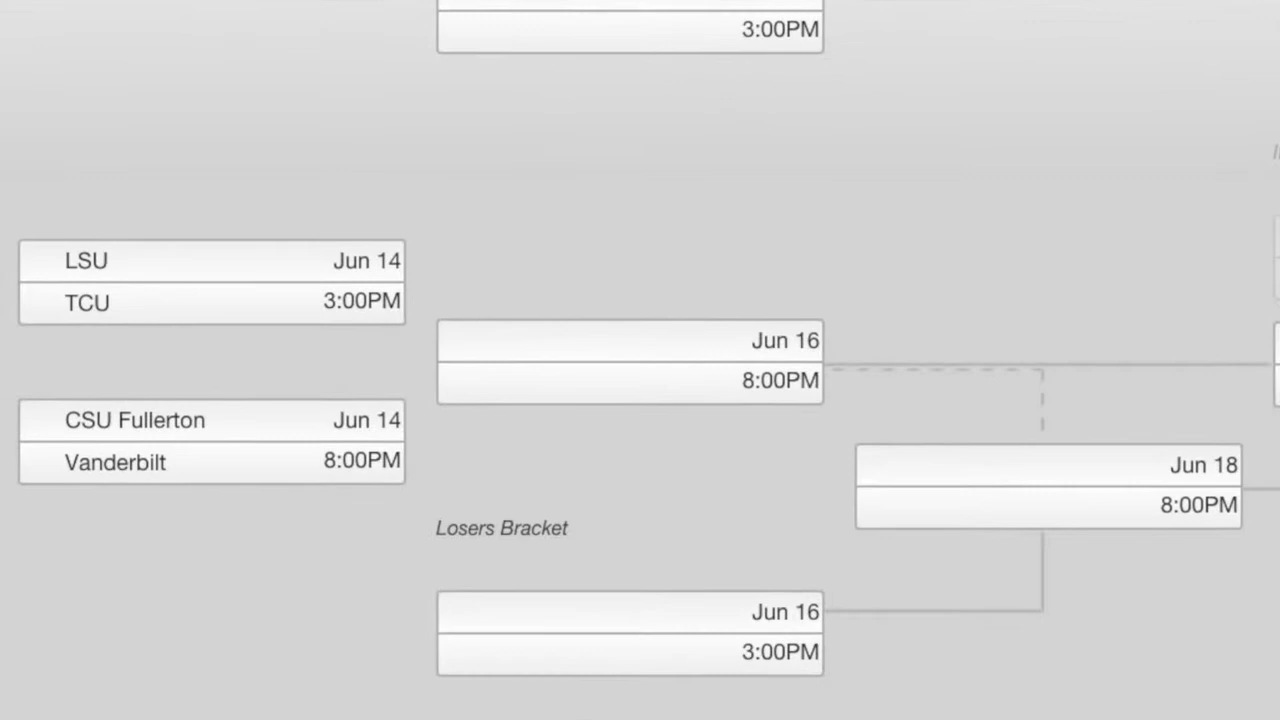 3:00PM
LSU Jun 14
TCU 3:00PM
Jun 16
8:00PM
CSU Fullerton Jun 14
Vanderbilt 8:00PM
Jun 18
8:00PM
Losers Bracket
Jun 16
3:00PM